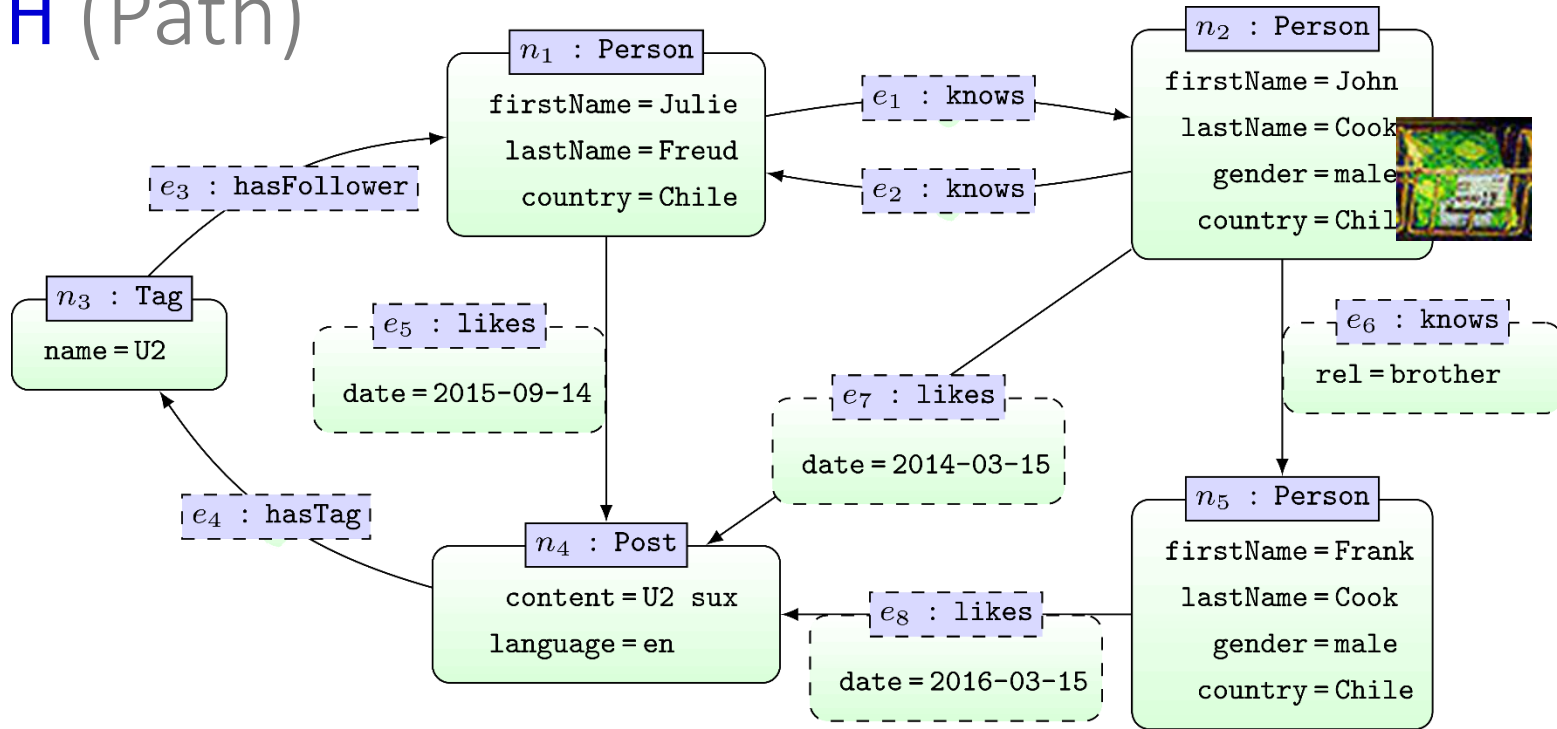 H (Path)
n1 : Person
firstName = Julie
lastName = Freud
country = Chile
e1 : knows
e2 : knows
n2 : Person
firstName = John
lastName = Cook
gender = male
country = Chil
e3 : hasFollower
n3 : Tag
name = U2
e5 : likes
date = 2015-09-14
e7 : likes
date = 2014-03-15
e6 : knows
rel = brother
e4 : hasTag
n4 : Post
content = U2 sux
language = en
e8 : likes
date = 2016-03-15
n5 : Person
firstName = Frank
lastName = Cook
gender = male
country = Chile